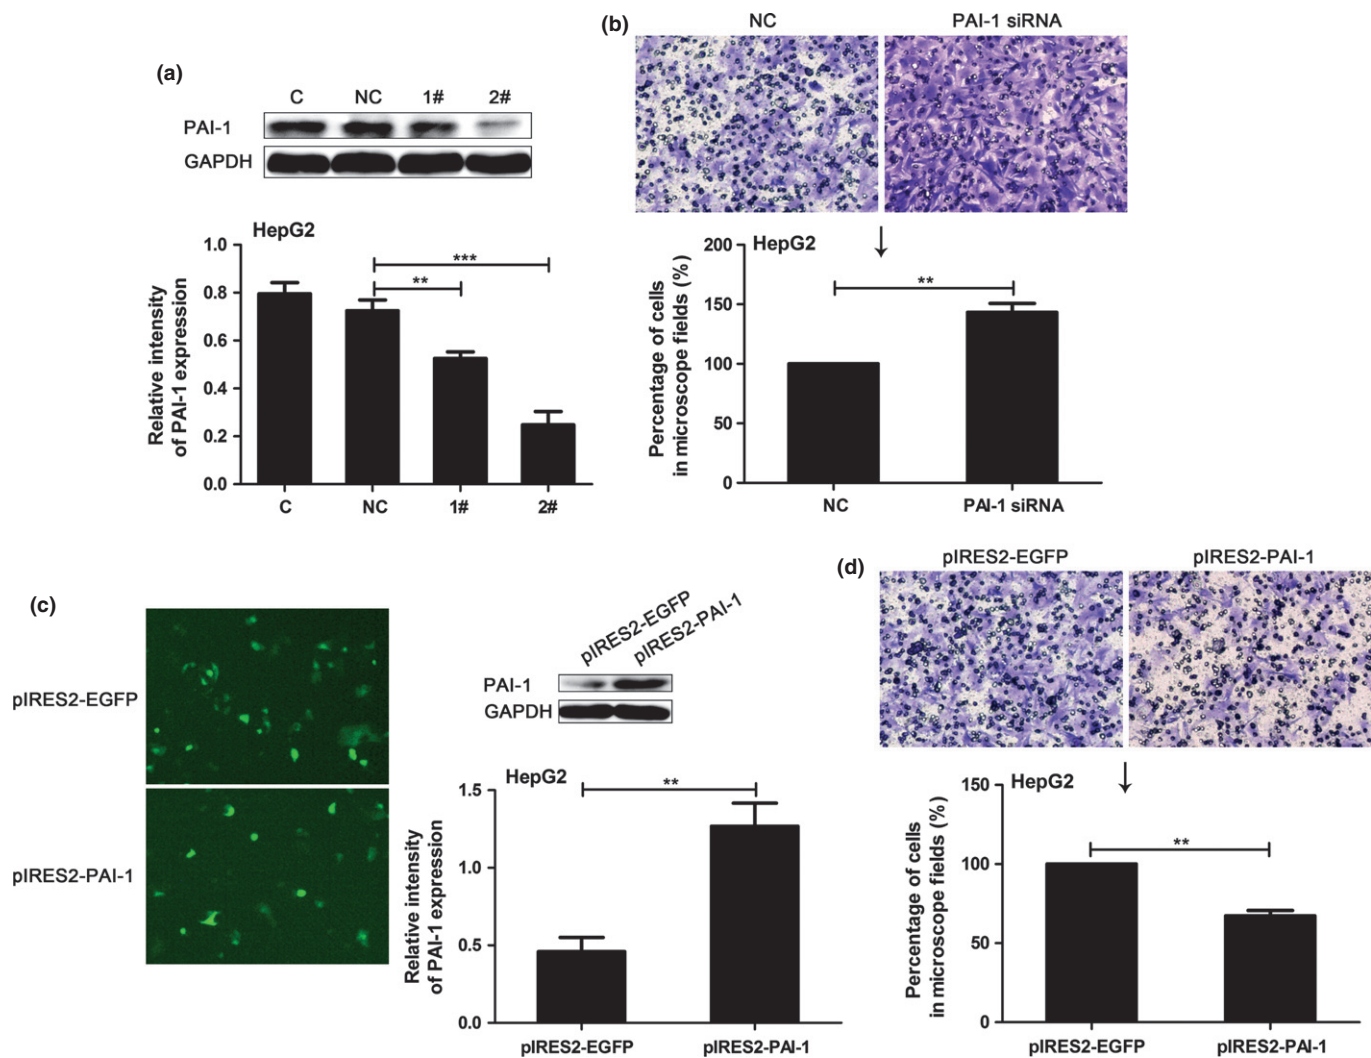 (a)
C NC 1# 2#
PAI-1
GAPDH
HepG2
Relative intensity
of PAI-1 expression
1.0
0.8
0.6
0.4
0.2
0.0
***
**
C NC 1# 2#
(b)
NC PAI-1 siRNA
HepG2
Percentage of cells
in microscope fields (%)
200
150
100
50
0
**
NC PAI-1 siRNA
(c)
pIRES2-EGFP
pIRES2-PAI-1
pIRES2-EGFP
pIRES2-PAI-1
PAI-1
GAPDH
HepG2
Relative intensity
of PAI-1 expression
1.5
1.0
0.5
0.0
**
pIRES2-EGFP pIRES2-PAI-1
(d)
pIRES2-EGFP pIRES2-PAI-1
HepG2
Percentage of cells
in microscope fields (%)
150
100
50
0
**
pIRES2-EGFP pIRES2-PAI-1